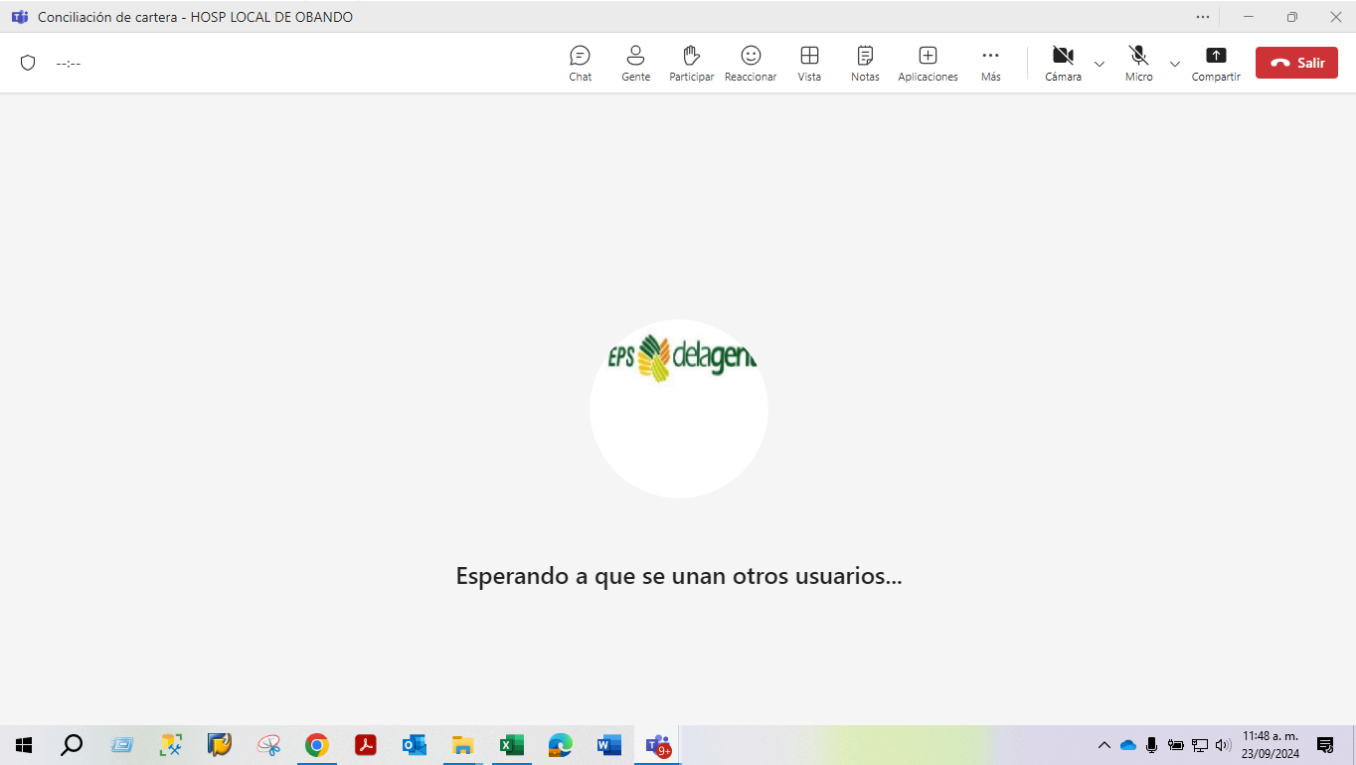 Conciliación de cartera - HOSP LOCAL DE OBANDO
--:--
Chat
Gente
Participar
Reaccionar
Vista
Notas
Aplicaciones
Más
Cámara
Micro
Compartir
Salir
EPS delagen
Esperando a que se unan otros usuarios...
9+
11:48 a. m.
23/09/2024